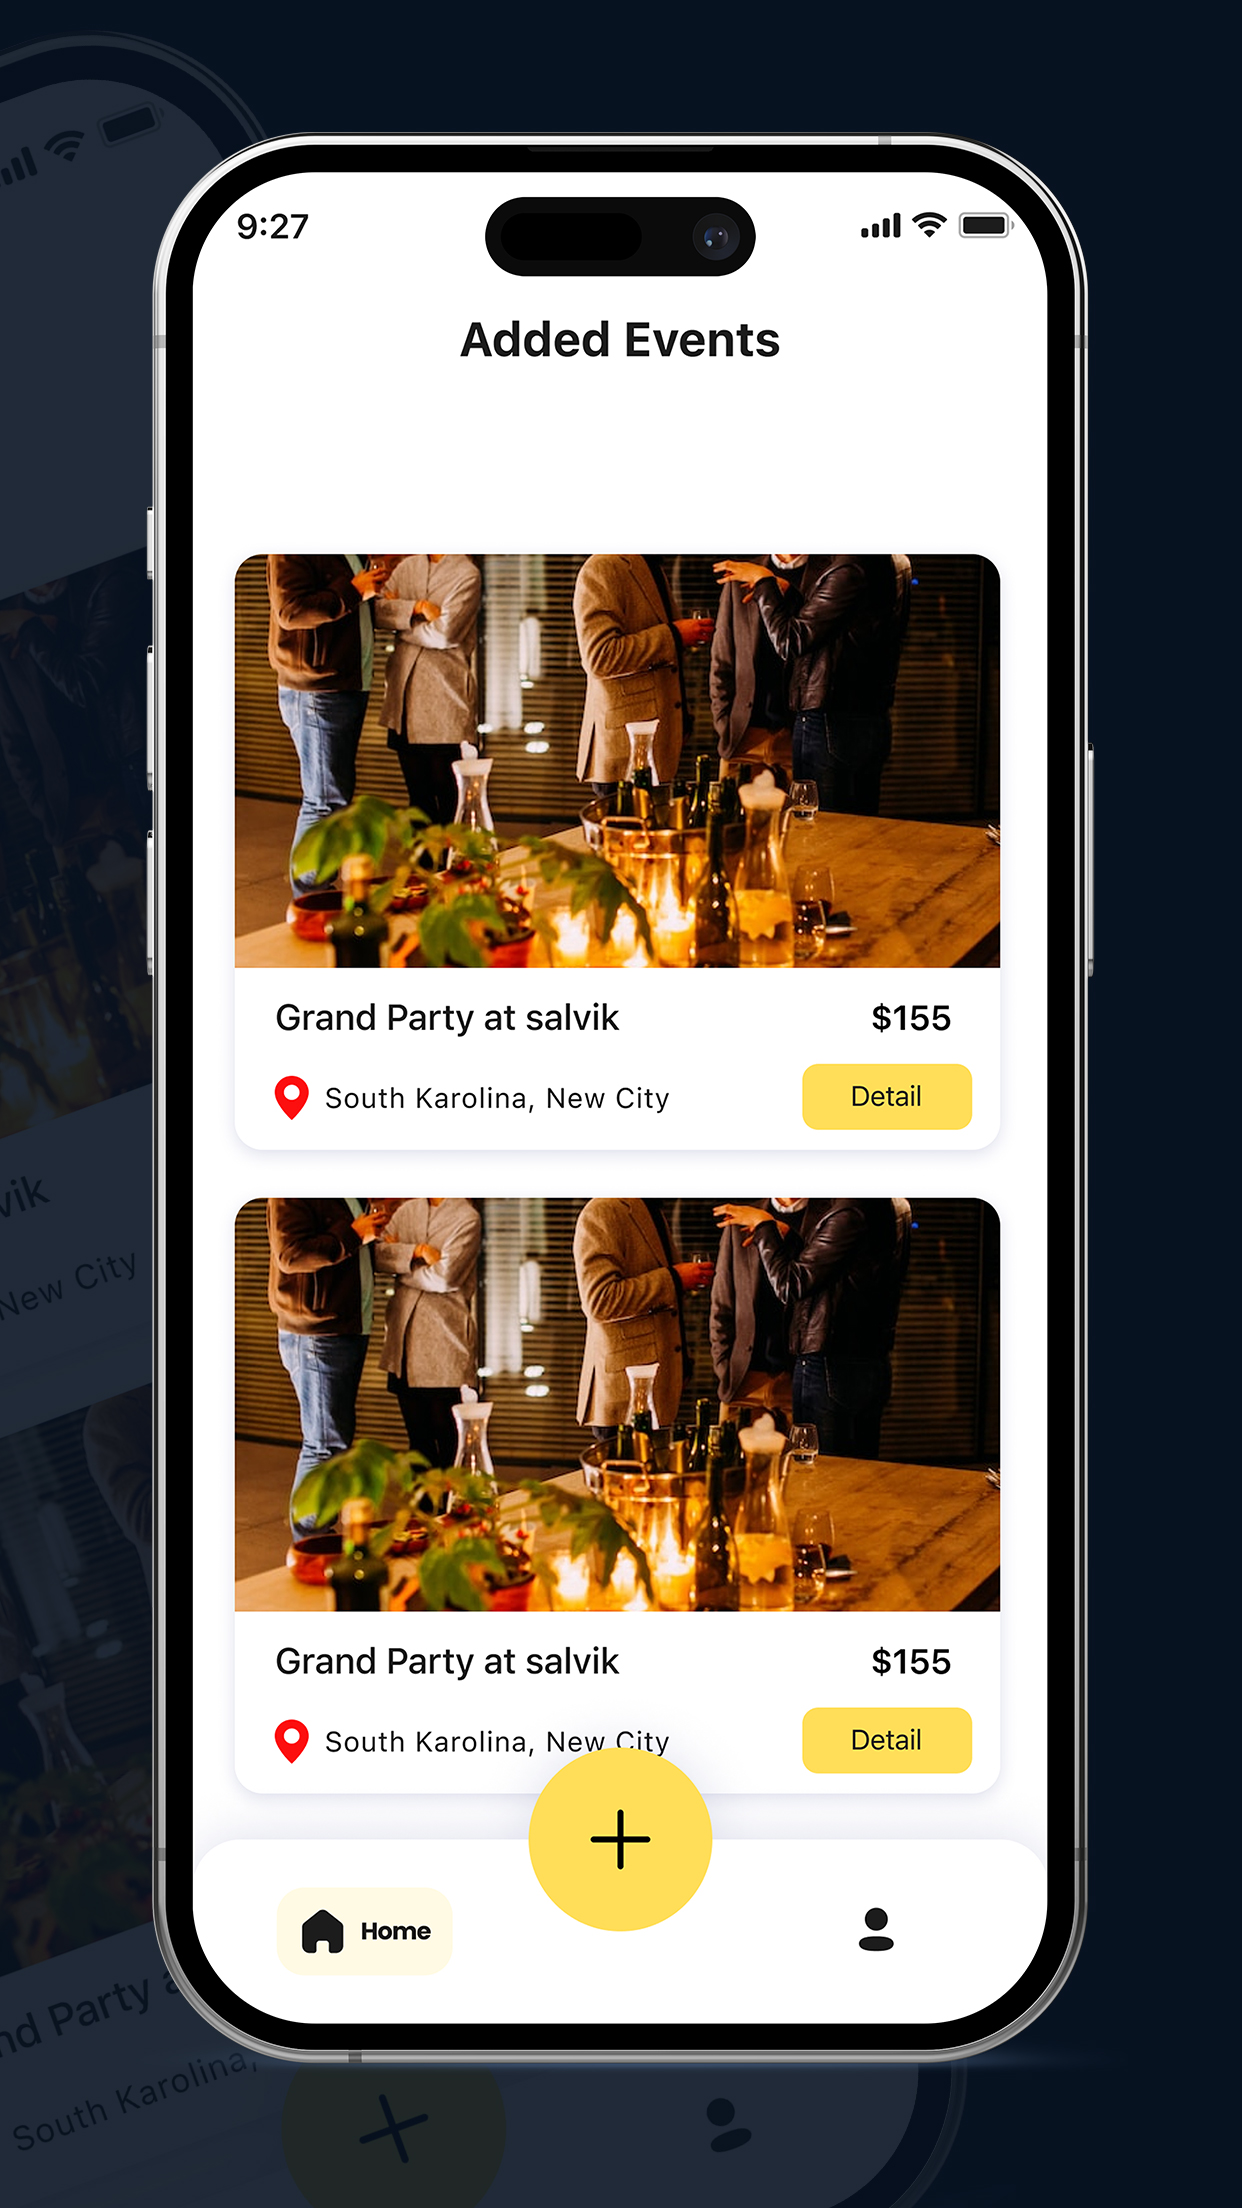 9:27
Added Events
Grand Party at salvik
$155
South Karolina, New City
Detail
Grand Party at salvik
$155
South Karolina, New City
Detail
Home
vik
New City
nd Party a
South Karolina,